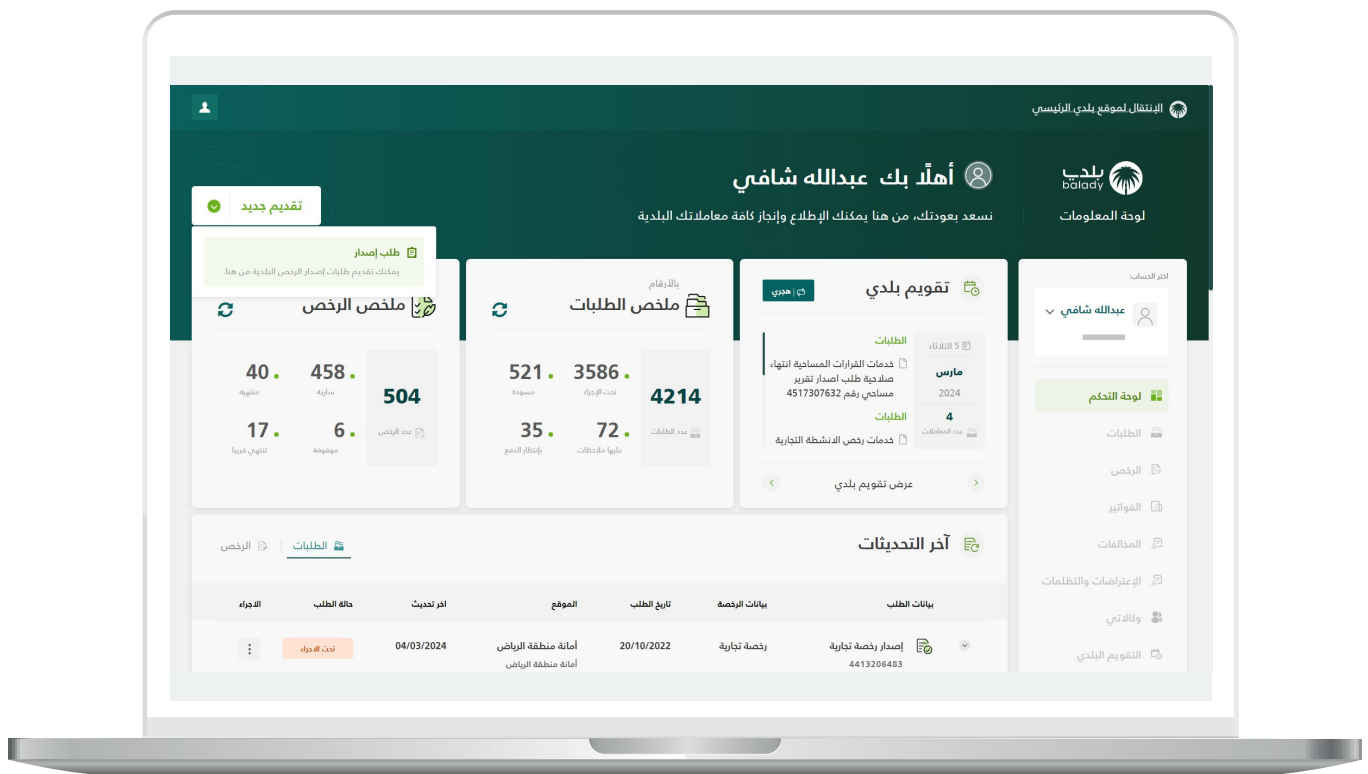 الإنتقال لموقع بلدي الرئيسي
بلدي
balady
لوحة المعلومات
أهلًا بك عبدالله شافي
نسعد بعودتك، من هنا يمكنك الإطلاع وإنجاز كافة معاملاتك البلدية
تقديم جديد
طلب إصدار
يمكنك تقديم طلبات إصدار الرخص البلدية من هنا.
اختر الحساب:
عبدالله شافي
لوحة التحكم
الطلبات
الرخص
الفواتير
المخالفات
الإعتراضات والتظلمات
وكالاتي
التقويم البلدي
تقويم بلدي
هجري
5 الثلاثاء
مارس
2024
4
عدد المعاملات
الطلبات
خدمات القرارات المساحية انتهاء
صلاحية طلب اصدار تقرير
مساحي رقم 4517307632
الطلبات
خدمات رخص الانشطة التجارية
عرض تقويم بلدي
بالأرقام
ملخص الطلبات
4214
عدد الطلبات
3586
تحت الإجراء
521
مسودة
72
عليها ملاحظات
35
بإنتظار الدفع
ملخص الرخص
504
عدد الرخص
458
سارية
40
منتهية
6
موقوفة
17
تنتهي قريبا
آخر التحديثات
الطلبات
الرخص
بيانات الطلب بيانات الرخصة تاريخ الطلب الموقع اخر تحديث حالة الطلب الاجراء
إصدار رخصة تجارية رخصة تجارية 20/10/2022 أمانة منطقة الرياض 04/03/2024 تحت الاجراء
4413206483 أمانة منطقة الرياض